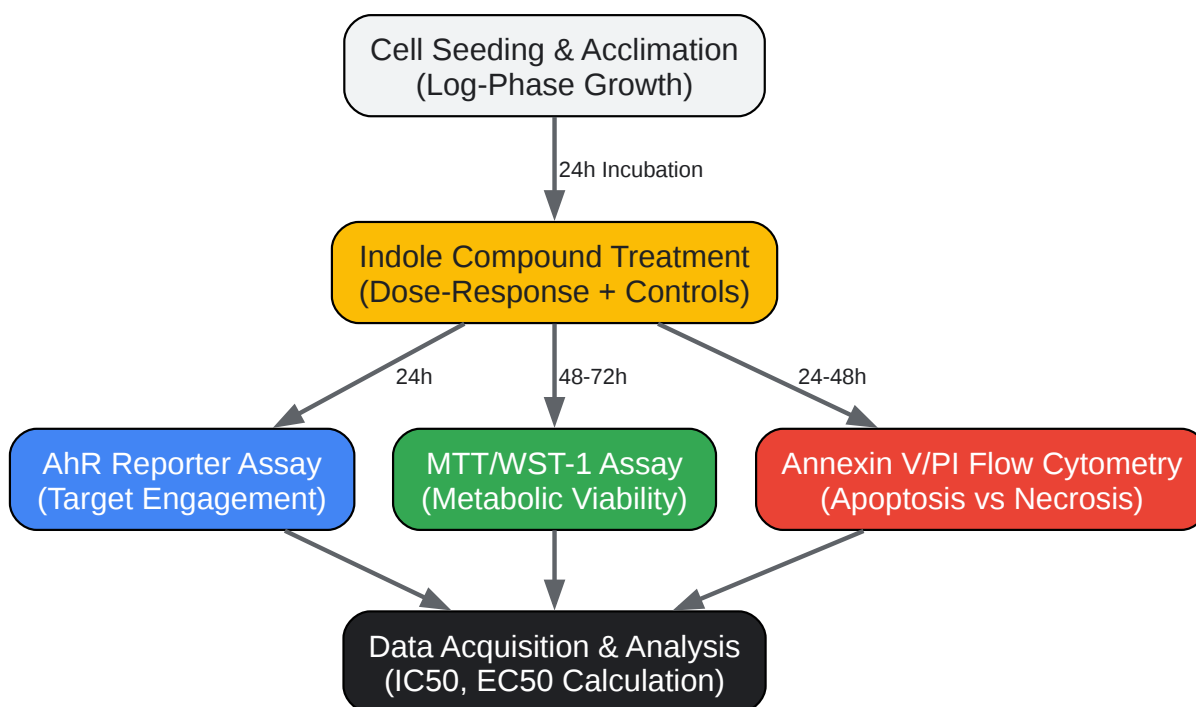 Cell Seeding & Acclimation
(Log-Phase Growth)
24h Incubation
Indole Compound Treatment
(Dose-Response + Controls)
24h
48-72h
24-48h
AhR Reporter Assay
(Target Engagement)
MTT/WST-1 Assay
(Metabolic Viability)
Annexin V/PI Flow Cytometry
(Apoptosis vs Necrosis)
Data Acquisition & Analysis
(IC50, EC50 Calculation)